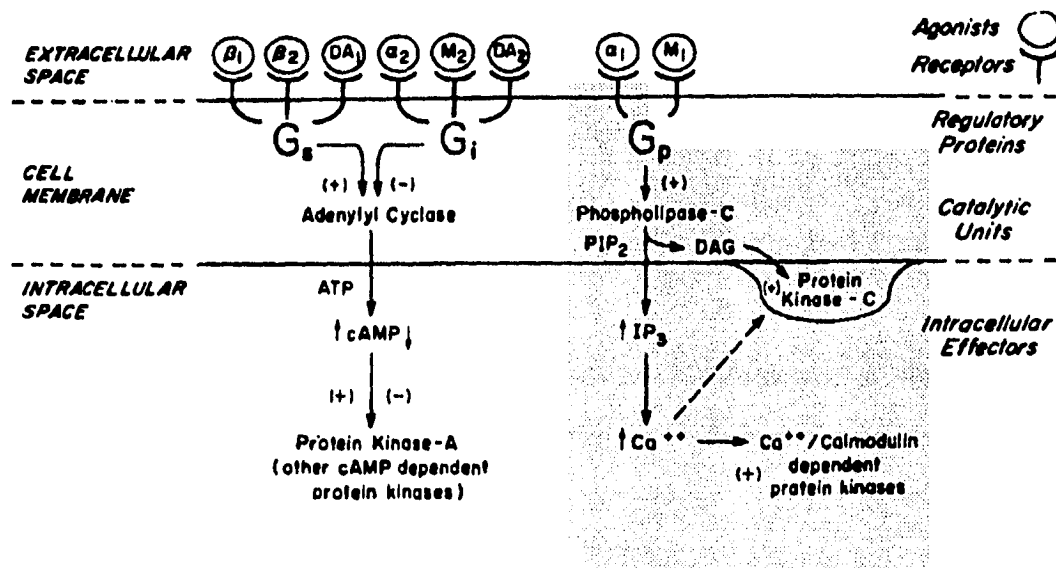 EXTRACELLULAR
SPACE
β₁ β₂ DA₁ α₂ M₂ DA₂ α₁ M₁
Agonists
Receptors
CELL
MEMBRANE
Gₛ Gᵢ Gₚ
(+) (-) (+)
Adenylyl Cyclase
Phospholipase-C
PIP₂ DAG
Regulatory
Proteins
Catalytic
Units
INTRACELLULAR
SPACE
ATP
↑cAMP↓
(+) (-)
Protein Kinase-A
(other cAMP dependent
protein kinases)
↑IP₃
(+) Protein
Kinase-C
↑Ca⁺⁺
Ca⁺⁺/Calmodulin
(+) dependent
protein kinases
Intracellular
Effectors